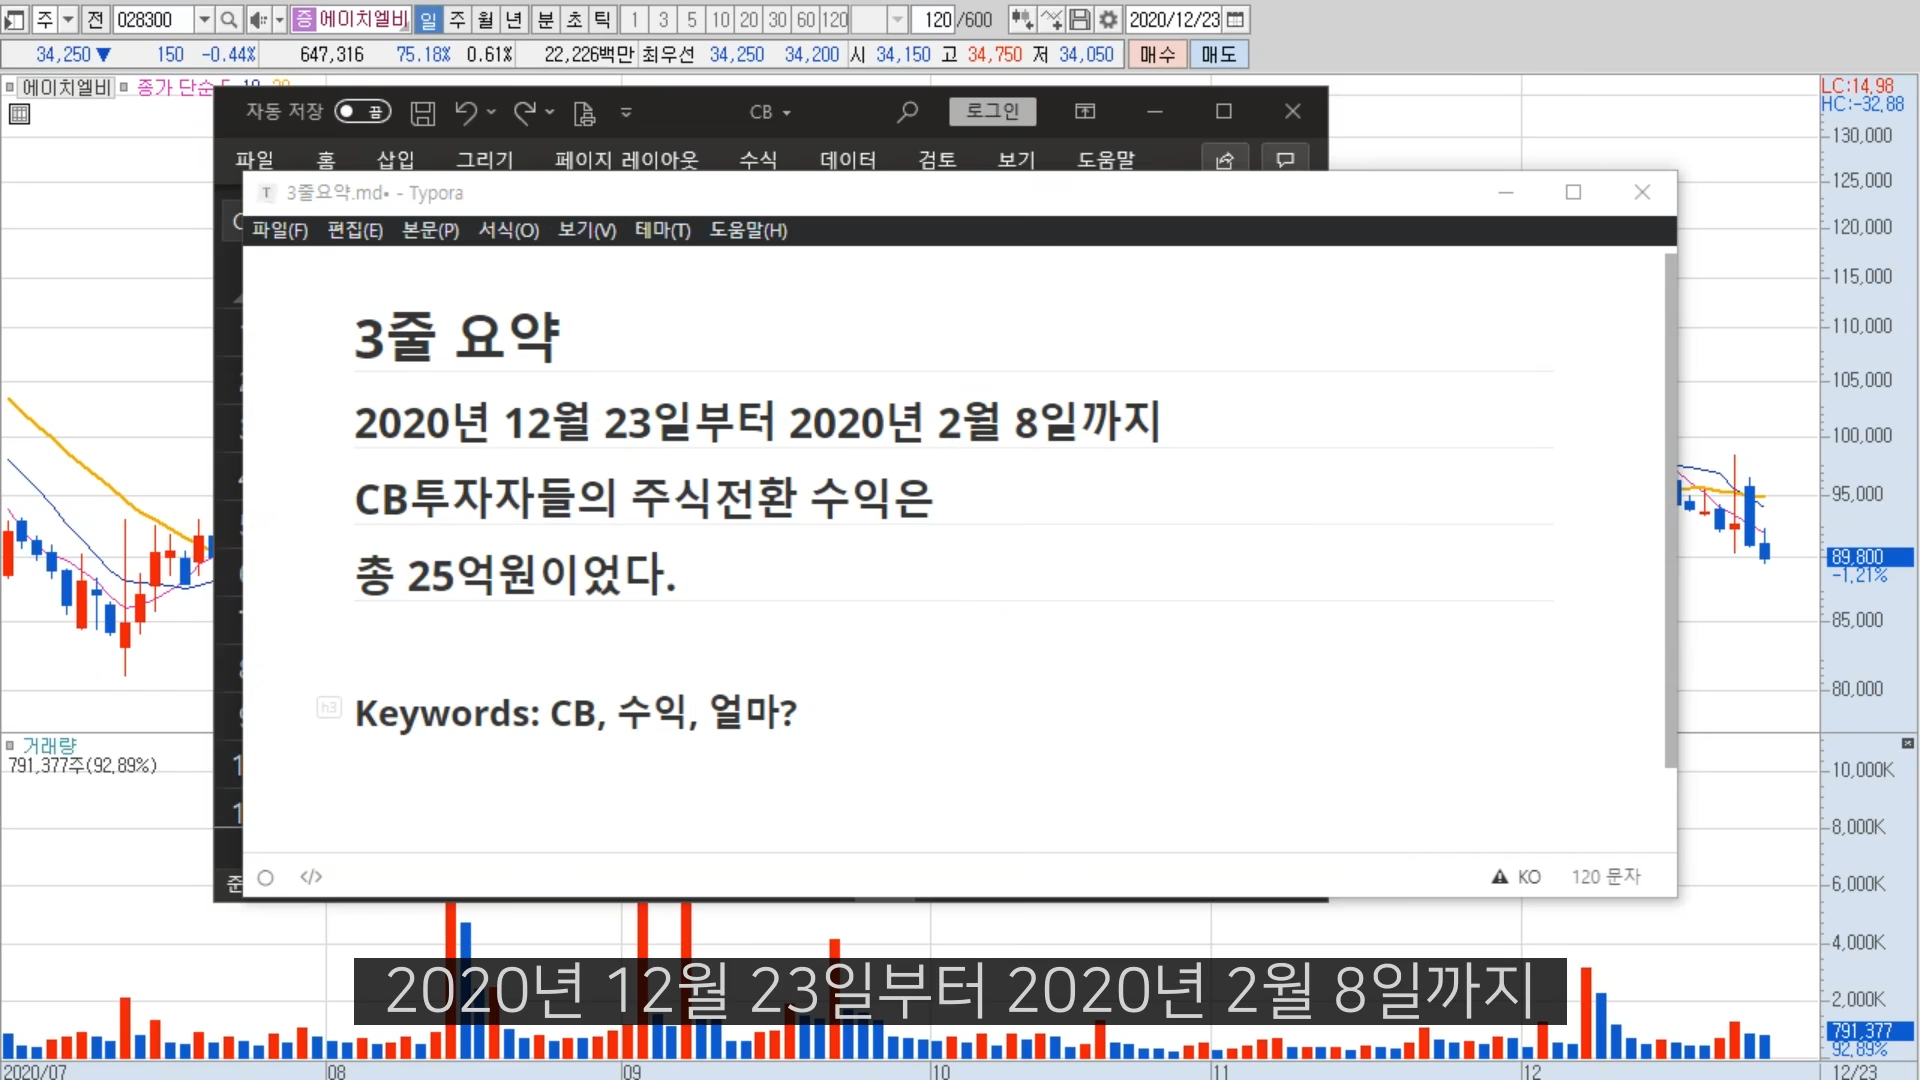 주 전 028300 증 에이치엘비 일 주 월 년 분 초 틱 1 3 5 10 20 30 60 120 120 /600 2020/12/23
34,250 ▼ 150 -0.44% 647,316 75.18% 0.61% 22,226백만 최우선 34,250 34,200 시 34,150 고 34,750 저 34,050 매수 매도
에이치엘비 종가 단순
LC:14.98
HC:-32.88
자동 저장 끔 CB 로그인
파일 홈 삽입 그리기 페이지 레이아웃 수식 데이터 검토 보기 도움말
3줄요약.md• - Typora
파일(F) 편집(E) 본문(P) 서식(O) 보기(V) 테마(T) 도움말(H)
3줄 요약
2020년 12월 23일부터 2020년 2월 8일까지
CB투자자들의 주식전환 수익은
총 25억원이었다.
h3 Keywords: CB, 수익, 얼마?
KO 120 문자
130,000
125,000
120,000
115,000
110,000
105,000
100,000
95,000
89,800
-1.21%
85,000
80,000
거래량
791,377주(92.89%)
10,000K
8,000K
6,000K
4,000K
2,000K
791,377
92.89%
2020년 12월 23일부터 2020년 2월 8일까지
2020/07 08 09 10 11 12 12/23